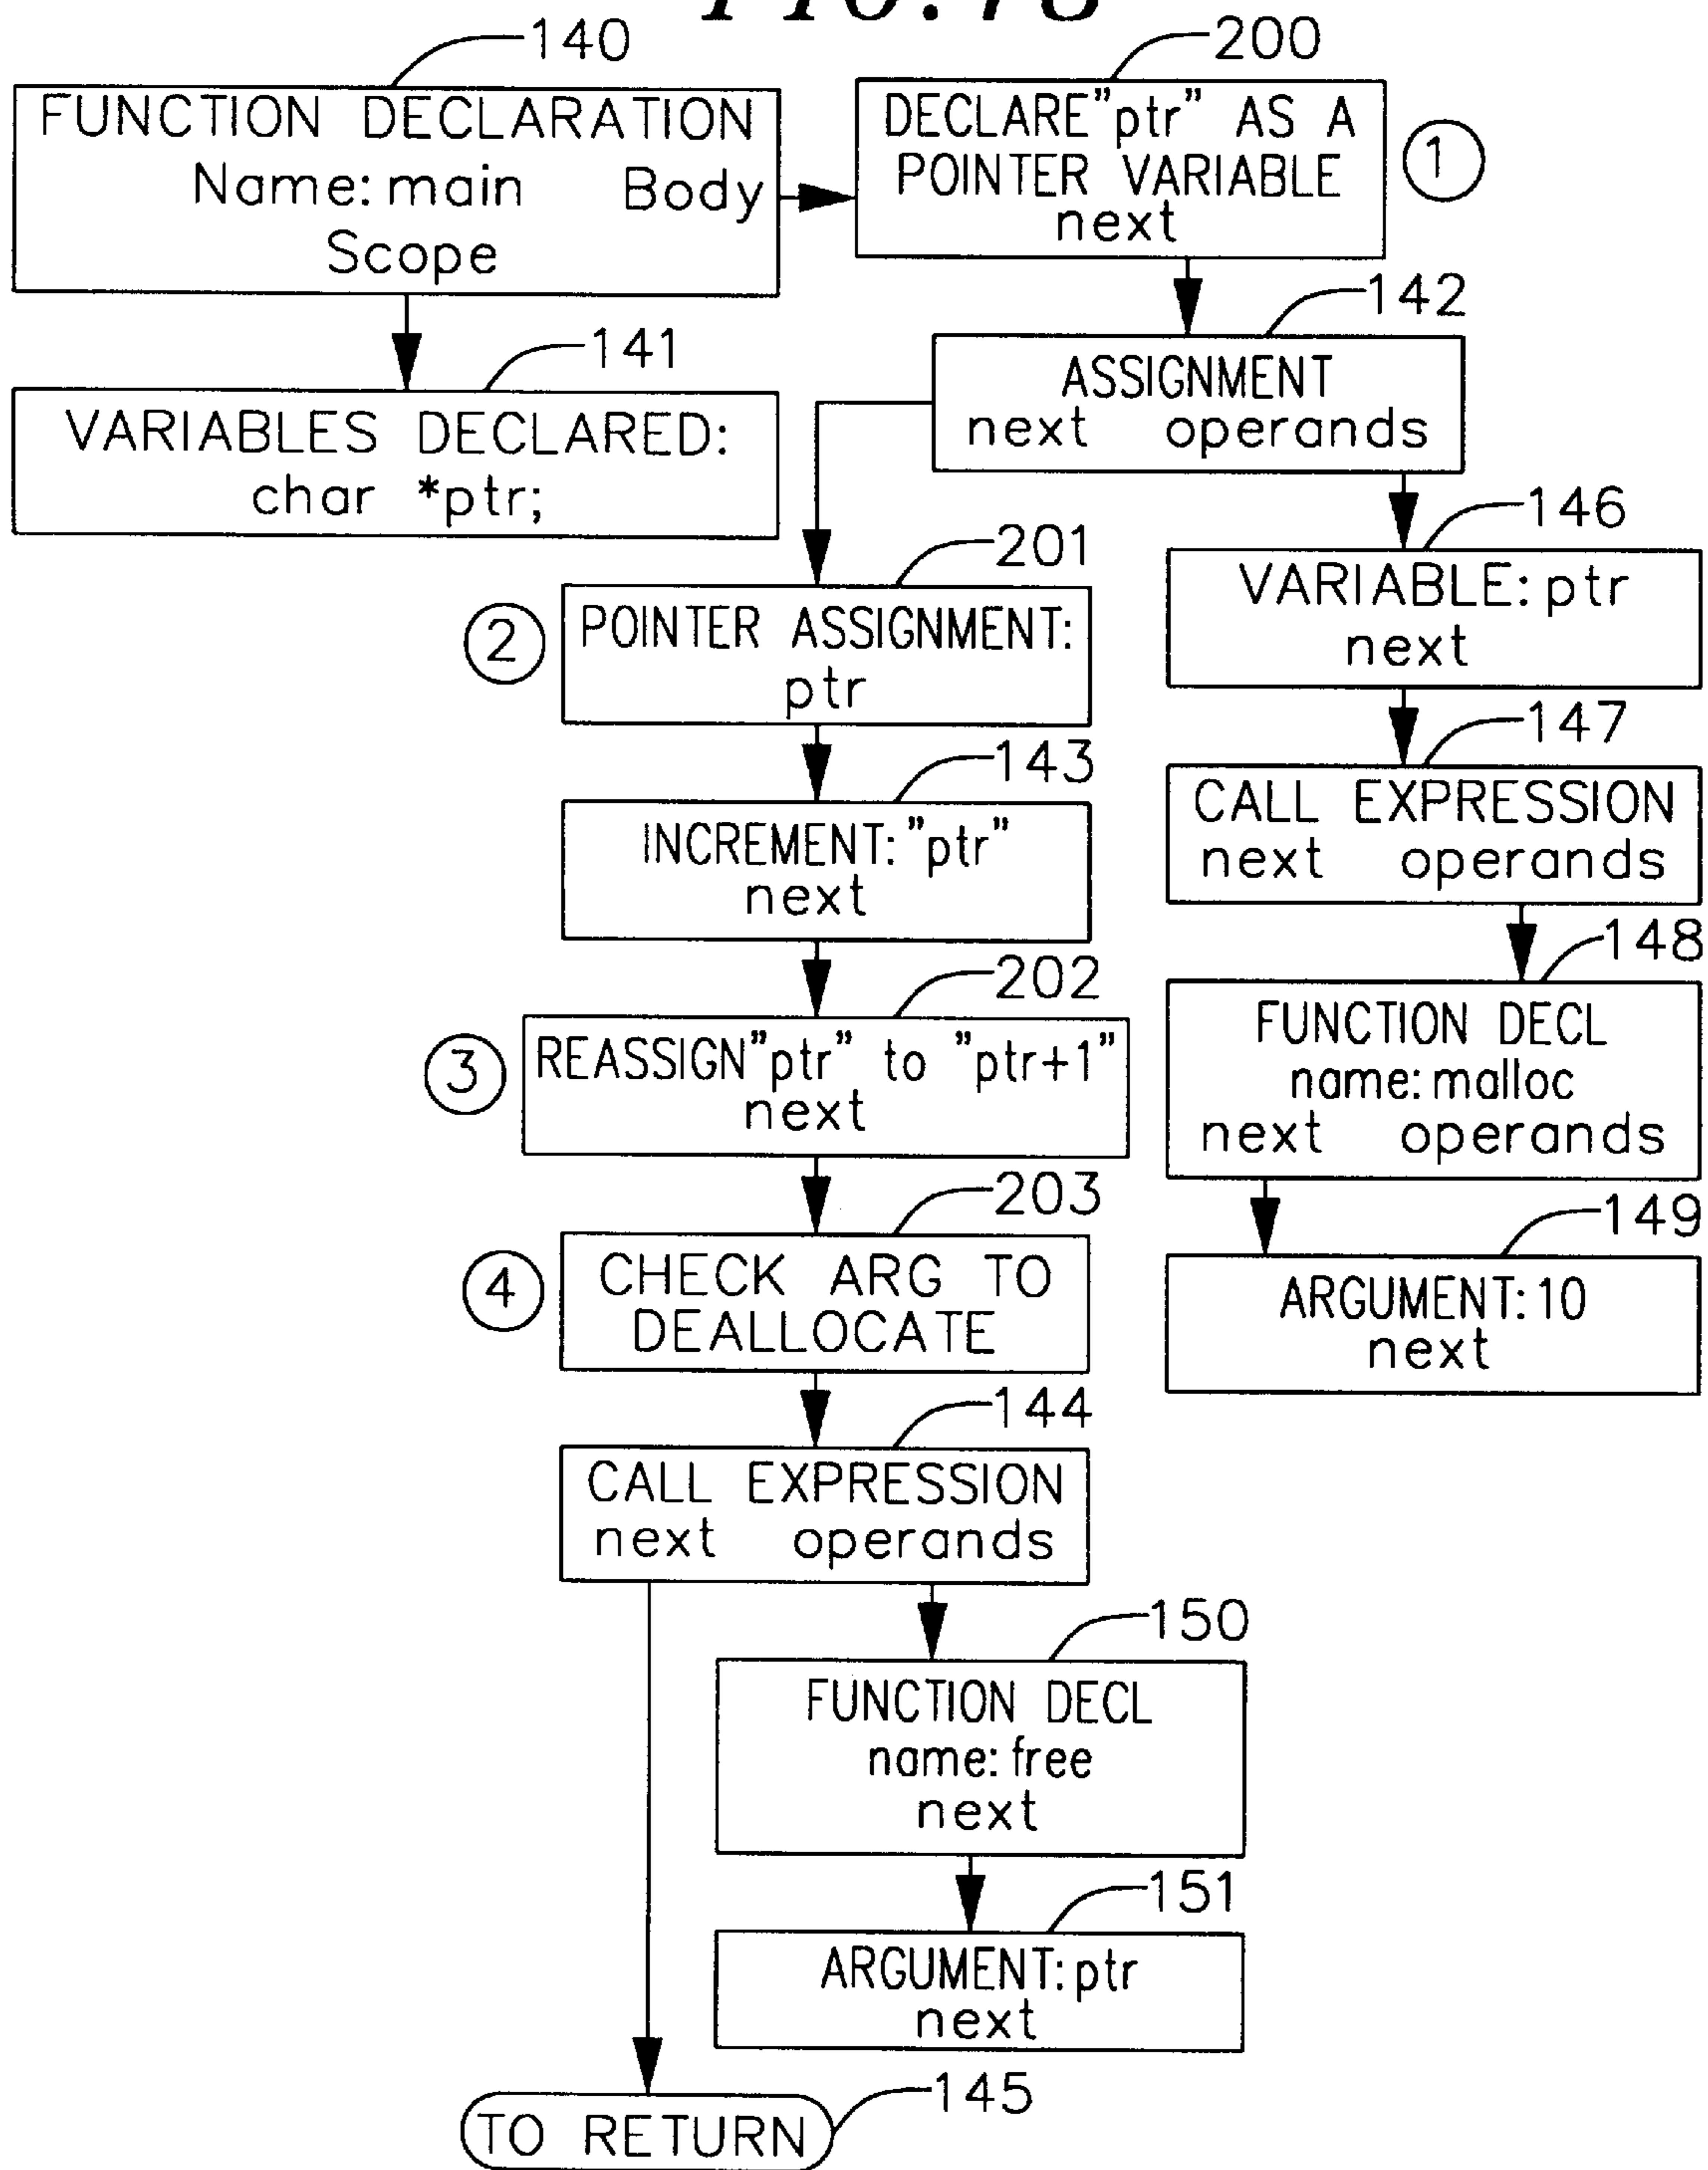 140
FUNCTION DECLARATION
Name: main Body
Scope
200
DECLARE"ptr" AS A
POINTER VARIABLE
next
1
142
ASSIGNMENT
next operands
141
VARIABLES DECLARED:
char *ptr;
146
VARIABLE: ptr
next
201
2
POINTER ASSIGNMENT:
ptr
147
CALL EXPRESSION
next operands
143
INCREMENT: "ptr"
next
148
FUNCTION DECL
name: malloc
next operands
202
3
REASSIGN"ptr" to "ptr+1"
next
149
ARGUMENT: 10
next
203
4
CHECK ARG TO
DEALLOCATE
144
CALL EXPRESSION
next operands
150
FUNCTION DECL
name: free
next
151
ARGUMENT: ptr
next
145
TO RETURN